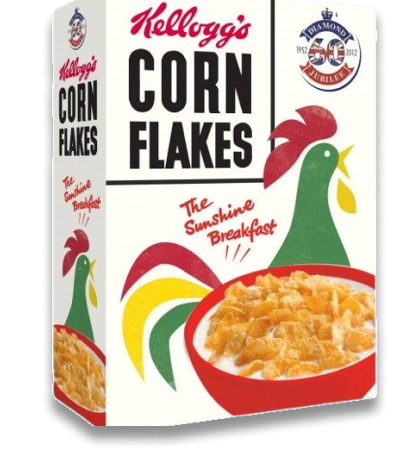 Kellogg's
CORN
FLAKES
The
Sunshine
Breakfast
DIAMOND
1952 60 2012
JUBILEE
Kellogg's
CORN
FLAKES
The
Sunshine
Breakfast